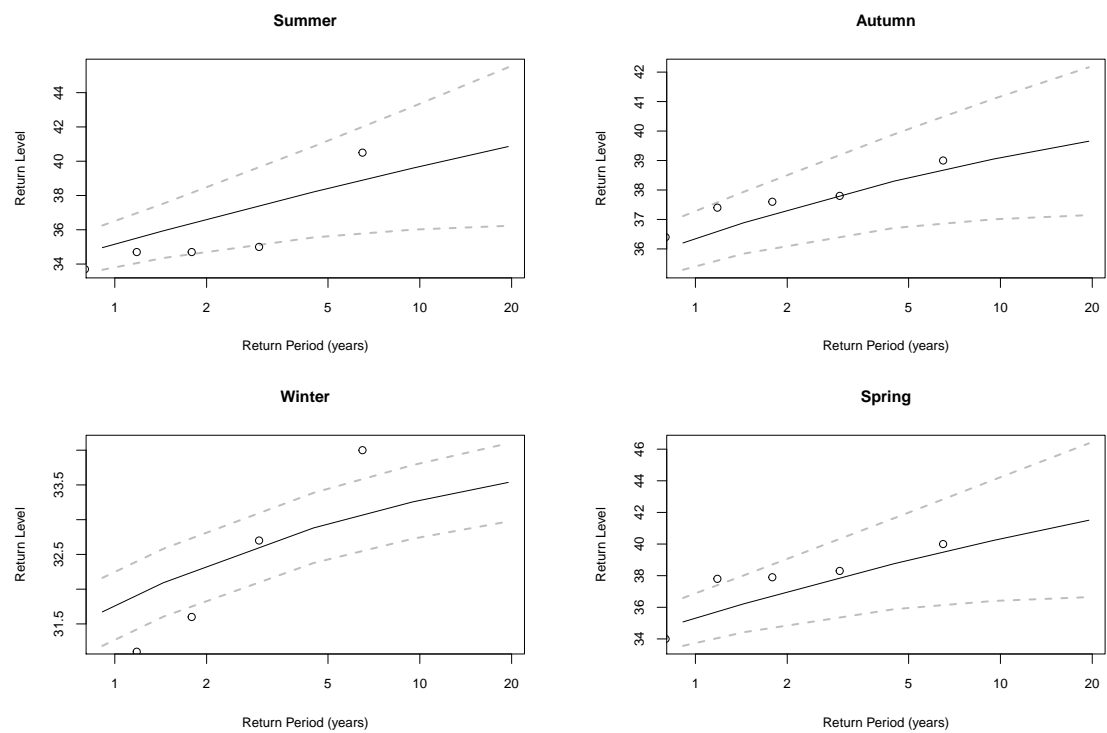 Summer
Return Level
34 36 38 40 42 44
1 2 5 10 20
Return Period (years)
Autumn
Return Level
36 37 38 39 40 41 42
1 2 5 10 20
Return Period (years)
Winter
Return Level
31.5 32.5 33.5
1 2 5 10 20
Return Period (years)
Spring
Return Level
34 36 38 40 42 44 46
1 2 5 10 20
Return Period (years)